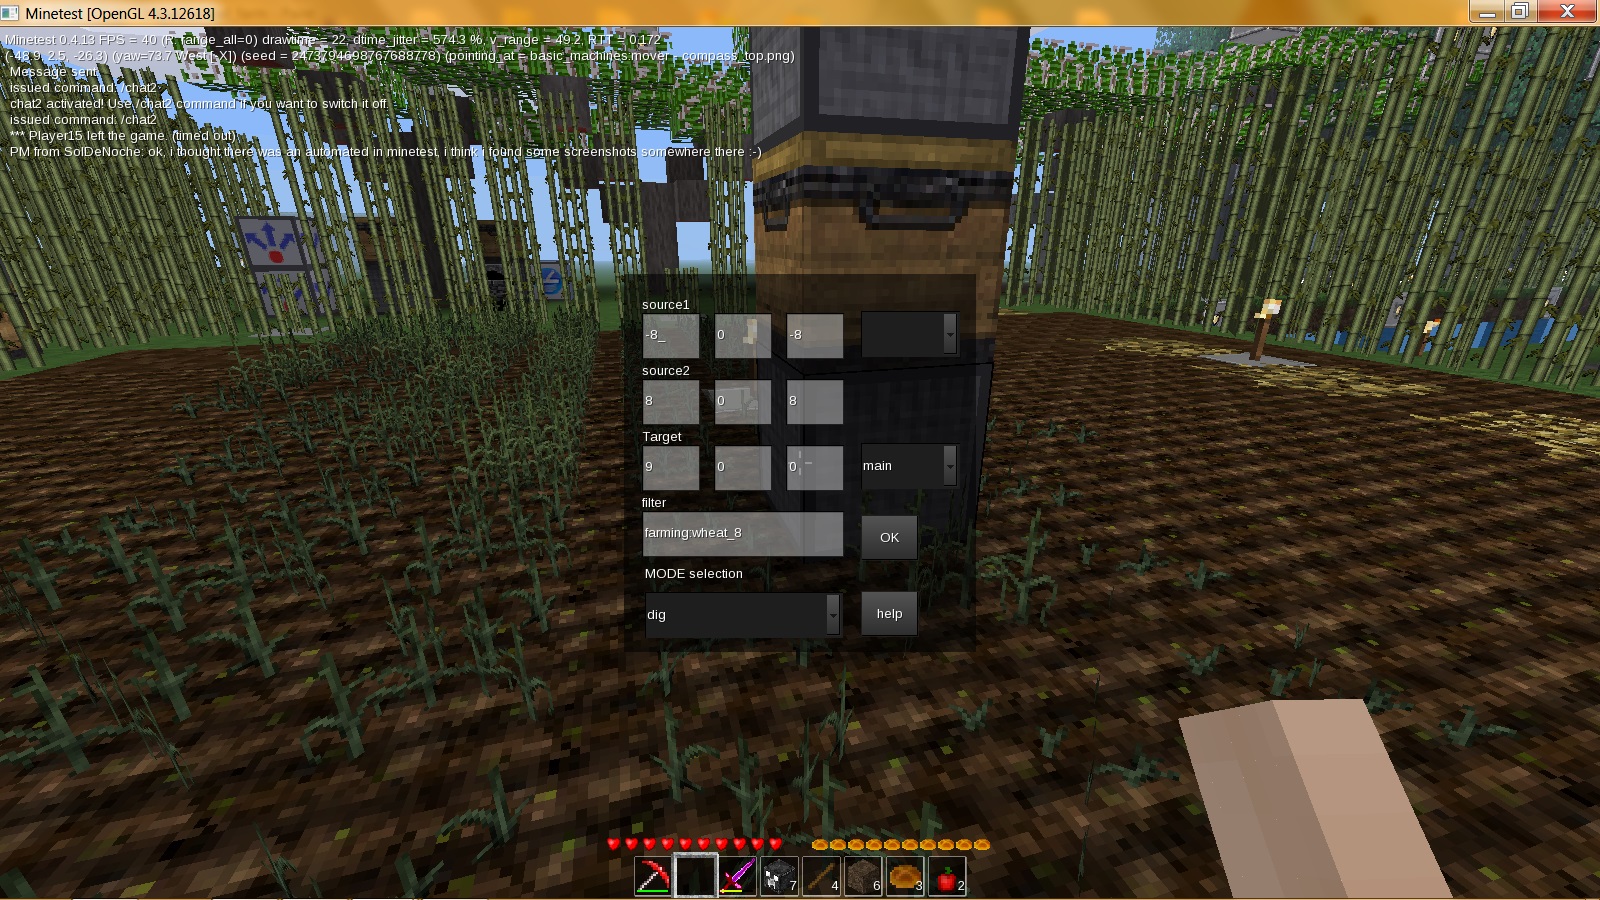 Minetest [OpenGL 4.3.12618]
Minetest 0.4.13 FPS = 40 (R: range_all=0) drawtime = 22, dtime_jitter = 574.3 %, v_range = 49.2, RTT = 0.172
(-48.9, 2.5, -26.3) (yaw=73.7 West [-X]) (seed = 2473794698767688778) (pointing_at = basic_machines:mover - compass_top.png)
Message sent.
issued command: /chat2
chat2 activated! Use /chat2 command if you want to switch it off.
issued command: /chat2
*** Player15 left the game. (timed out)
PM from SolDeNoche: ok, i thought there was an automated in minetest, i think i found some screenshots somewhere there :-)
source1
-8_ 0 -8
source2
8 0 8
Target
9 0 0 main
filter
farming:wheat_8 OK
MODE selection
dig help
7 4 6 3 2